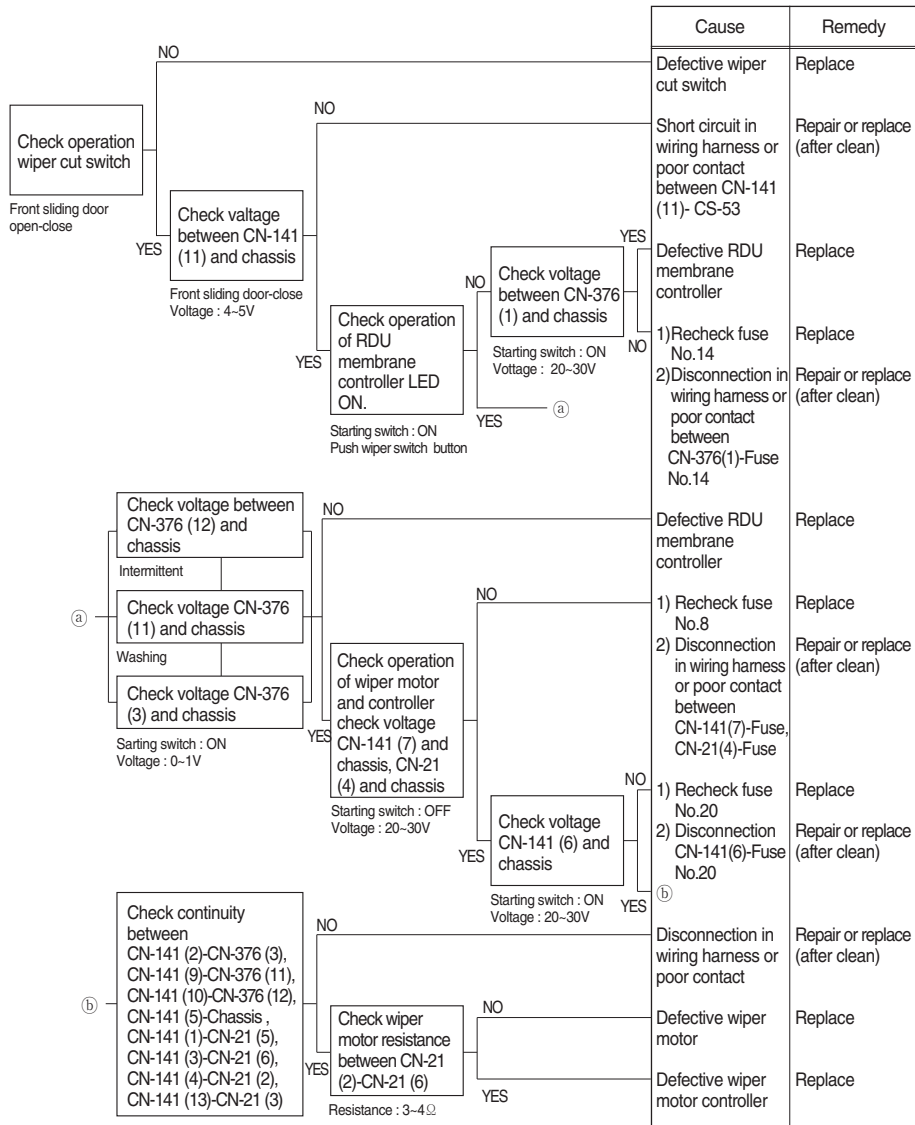 Cause
Remedy
NO
Defective wiper
cut switch
Replace
Check operation
wiper cut switch
Front sliding door
open-close
NO
Short circuit in
wiring harness or
poor contact
between CN-141
(11)- CS-53
Repair or replace
(after clean)
YES
Check valtage
between CN-141
(11) and chassis
Front sliding door-close
Voltage : 4~5V
YES
Defective RDU
membrane
controller
Replace
NO
Check voltage
between CN-376
(1) and chassis
Starting switch : ON
Vottage : 20~30V
YES
Check operation
of RDU
membrane
controller LED
ON.
Starting switch : ON
Push wiper switch button
NO
1)Recheck fuse
No.14
Replace
2)Disconnection in
wiring harness or
poor contact
between
CN-376(1)-Fuse
No.14
Repair or replace
(after clean)
YES
ⓐ
Check voltage between
CN-376 (12) and
chassis
Intermittent
ⓐ
Check voltage CN-376
(11) and chassis
Washing
Check voltage CN-376
(3) and chassis
Sarting switch : ON
Voltage : 0~1V
NO
Defective RDU
membrane
controller
Replace
YES
Check operation
of wiper motor
and controller
check voltage
CN-141 (7) and
chassis, CN-21
(4) and chassis
Starting switch : OFF
Voltage : 20~30V
NO
1) Recheck fuse
No.8
Replace
2) Disconnection
in wiring harness
or poor contact
between
CN-141(7)-Fuse,
CN-21(4)-Fuse
Repair or replace
(after clean)
YES
Check voltage
CN-141 (6) and
chassis
Starting switch : ON
Voltage : 20~30V
NO
1) Recheck fuse
No.20
Replace
2) Disconnection
CN-141(6)-Fuse
No.20
Repair or replace
(after clean)
YES
ⓑ
ⓑ
Check continuity
between
CN-141 (2)-CN-376 (3),
CN-141 (9)-CN-376 (11),
CN-141 (10)-CN-376 (12),
CN-141 (5)-Chassis ,
CN-141 (1)-CN-21 (5),
CN-141 (3)-CN-21 (6),
CN-141 (4)-CN-21 (2),
CN-141 (13)-CN-21 (3)
NO
Disconnection in
wiring harness or
poor contact
Repair or replace
(after clean)
YES
Check wiper
motor resistance
between CN-21
(2)-CN-21 (6)
Resistance : 3~4Ω
NO
Defective wiper
motor
Replace
YES
Defective wiper
motor controller
Replace